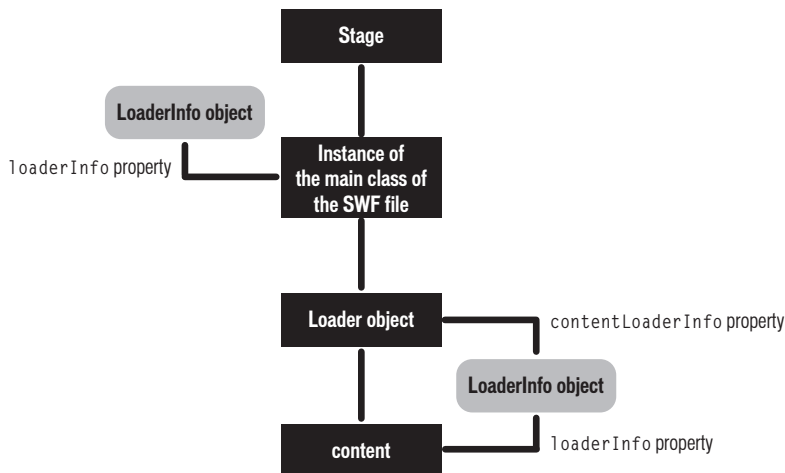 Stage
LoaderInfo object
loaderInfo property
Instance of
the main class of
the SWF file
Loader object
contentLoaderInfo property
LoaderInfo object
content
loaderInfo property